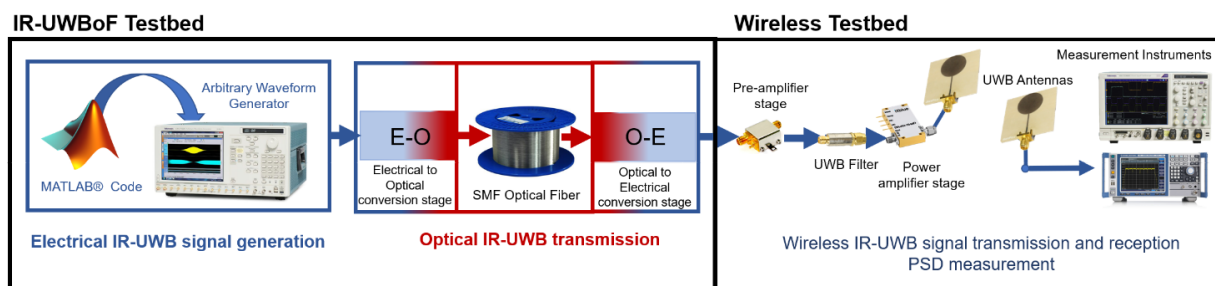 IR-UWBoF Testbed
Wireless Testbed
Arbitrary Waveform
Generator
MATLAB® Code
Electrical IR-UWB signal generation
E-O
Electrical to
Optical
conversion stage
SMF Optical Fiber
O-E
Optical to
Electrical
conversion stage
Optical IR-UWB transmission
Pre-amplifier
stage
UWB Filter
Power
amplifier stage
UWB Antennas
Measurement Instruments
Wireless IR-UWB signal transmission and reception
PSD measurement